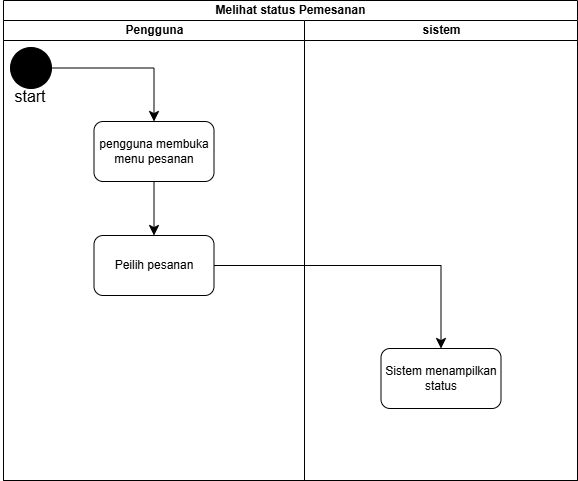 Melihat status Pemesanan
Pengguna
sistem
start
pengguna membuka
menu pesanan
Peilih pesanan
Sistem menampilkan
status